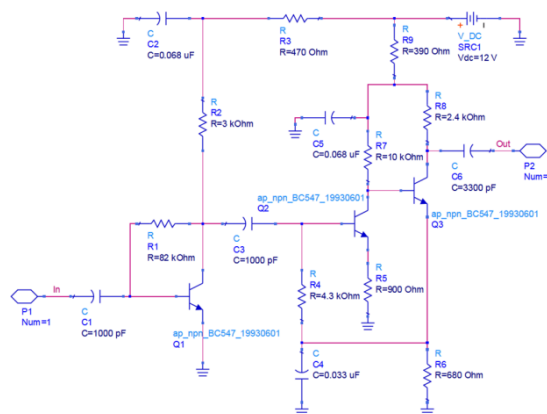 C
C2
C=0.068 uF
R
R3
R=470 Ohm
V_DC
+
-
SRC1
Vdc=12 V
R
R9
R=390 Ohm
R
R2
R=3 kOhm
C
C5
C=0.068 uF
R
R7
R=10 kOhm
R
R8
R=2.4 kOhm
Out
C
C6
C=3300 pF
P2
Num=
ap_npn_BC547_19930601
Q2
ap_npn_BC547_19930601
Q3
R
R1
R=82 kOhm
C
C3
C=1000 pF
In
P1
Num=1
C
C1
C=1000 pF
ap_npn_BC547_19930601
Q1
R
R4
R=4.3 kOhm
R
R5
R=900 Ohm
C
C4
C=0.033 uF
R
R6
R=680 Ohm